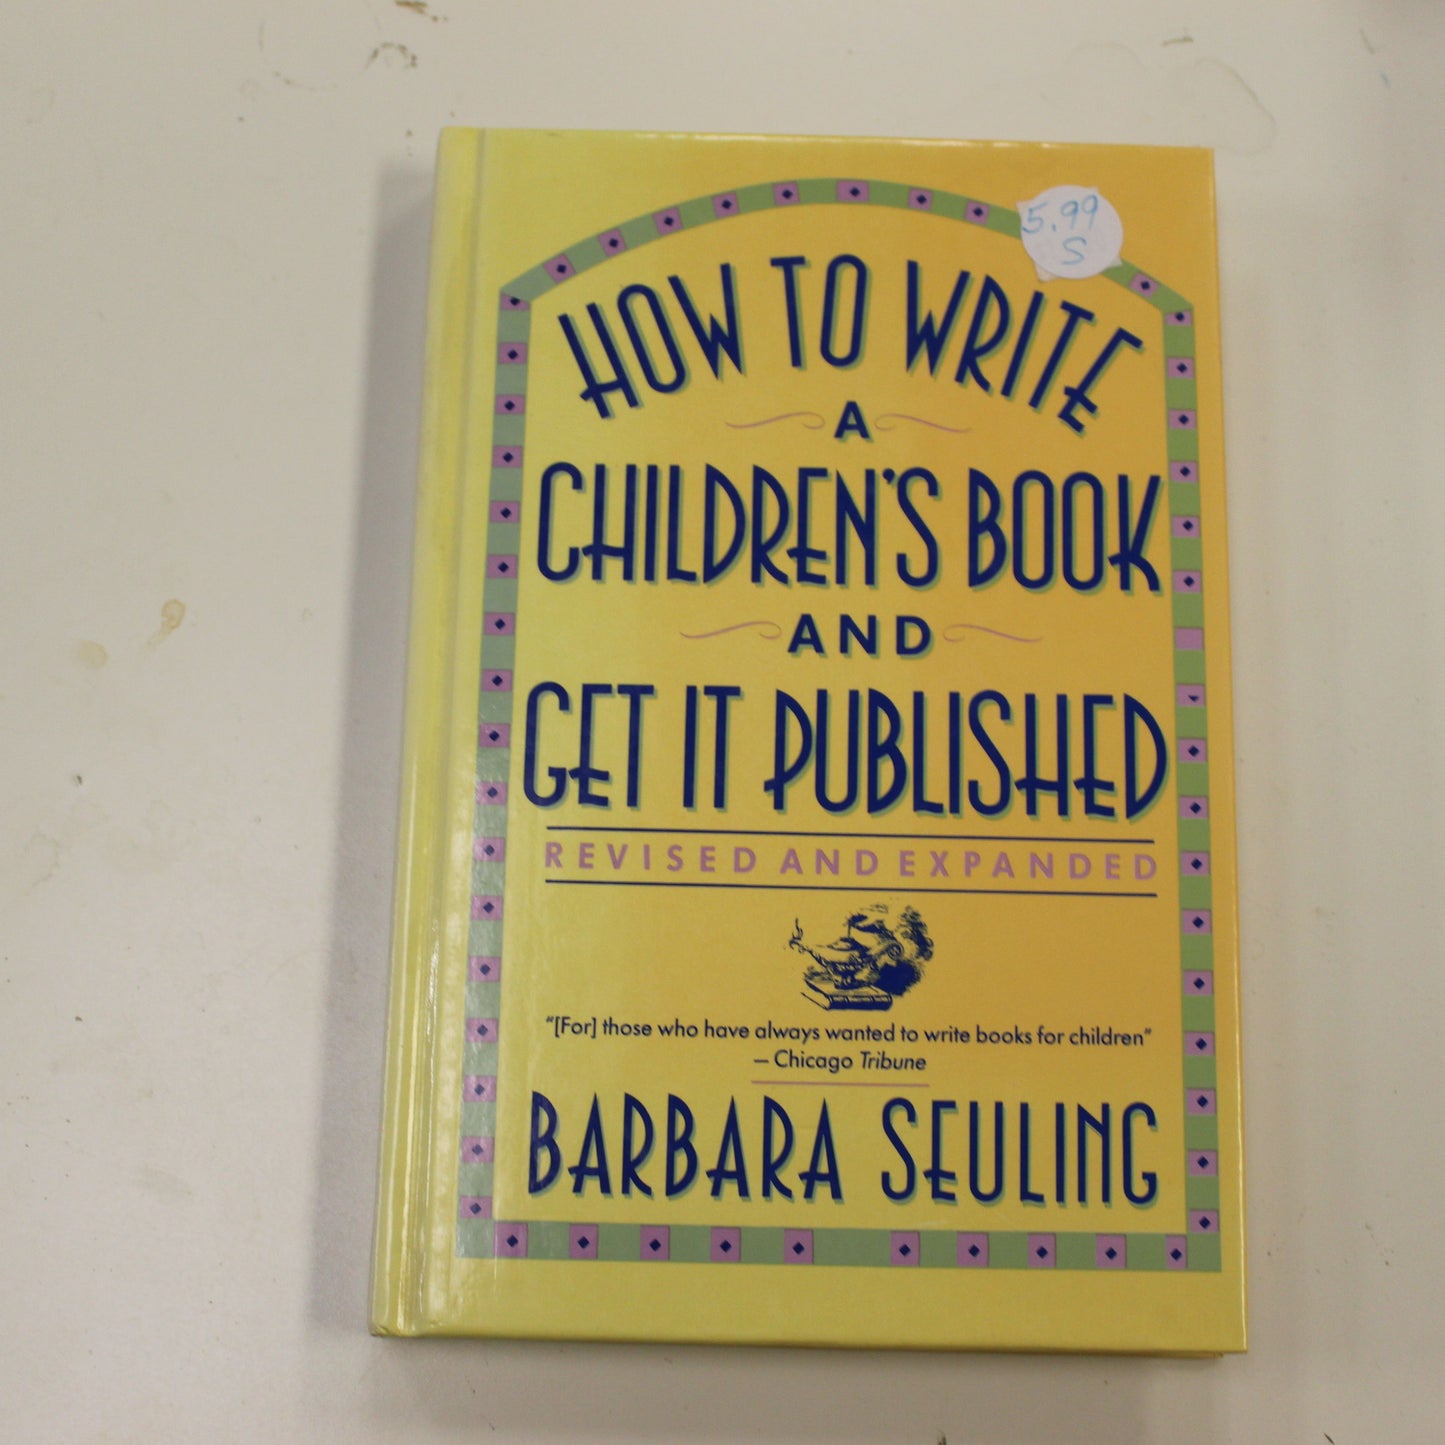 5.99
S
HOW TO WRITE
A
CHILDREN'S BOOK
AND
GET IT PUBLISHED
REVISED AND EXPANDED
"[For] those who have always wanted to write books for children"
— Chicago Tribune
BARBARA SEULING